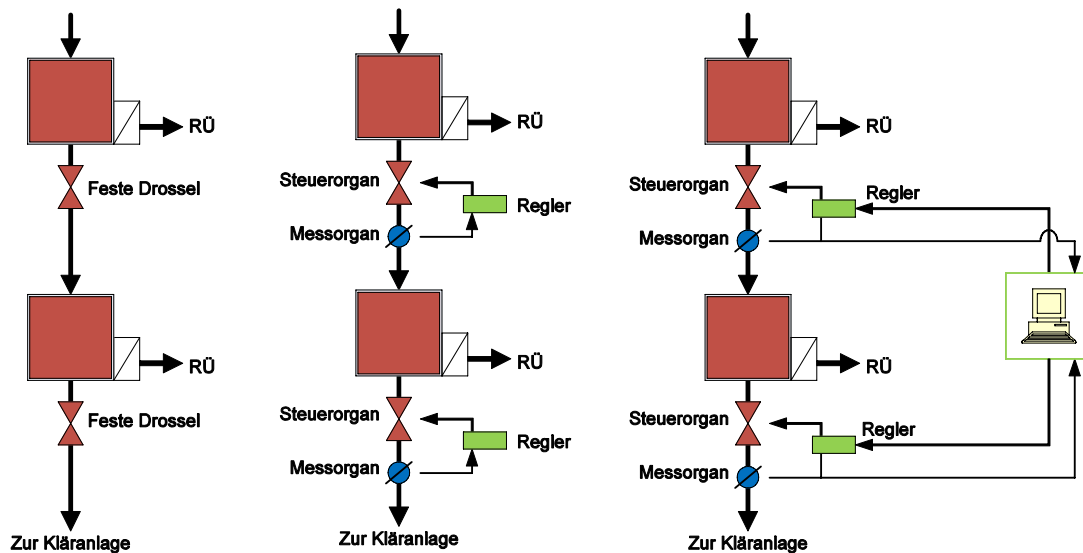 RÜ
Feste Drossel
RÜ
Feste Drossel
Zur Kläranlage
RÜ
Steuerorgan
Regler
Messorgan
RÜ
Steuerorgan
Regler
Messorgan
Zur Kläranlage
RÜ
Steuerorgan
Regler
Messorgan
RÜ
Steuerorgan
Regler
Messorgan
Zur Kläranlage